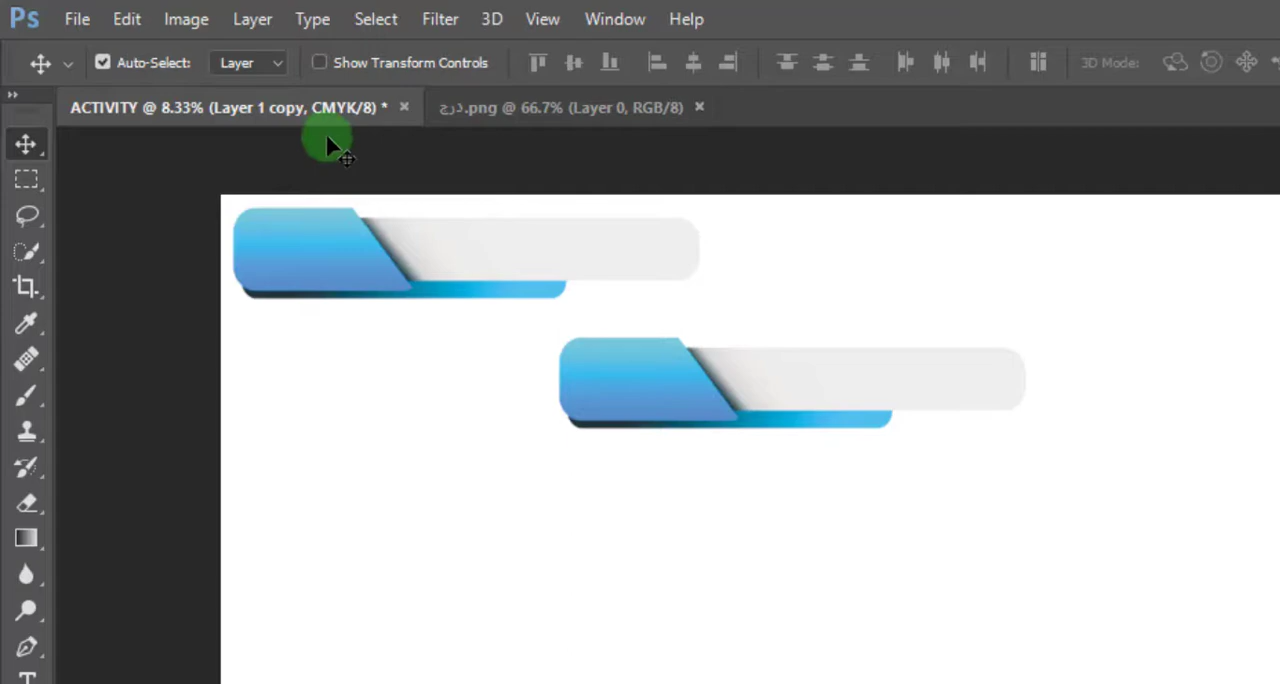 Ps File Edit Image Layer Type Select Filter 3D View Window Help
Auto-Select: Layer Show Transform Controls 3D Mode:
ACTIVITY @ 8.33% (Layer 1 copy, CMYK/8) * × درج.png @ 66.7% (Layer 0, RGB/8) ×